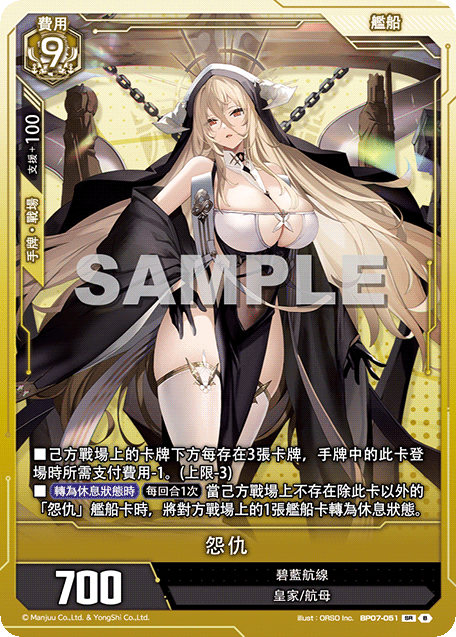 費用
9
艦船
支援+100
手牌・戰場
SAMPLE
■己方戰場上的卡牌下方每存在3張卡牌，手牌中的此卡登
場時所需支付費用-1。(上限-3)
■ 轉為休息狀態時 每回合1次 當己方戰場上不存在除此卡以外的
「怨仇」艦船卡時，將對方戰場上的1張艦船卡轉為休息狀態。
怨仇
700
碧藍航線
皇家/航母
© Manjuu Co.,Ltd. & YongShi Co.,Ltd.
illust：ORSO Inc. BP07-051 SR B